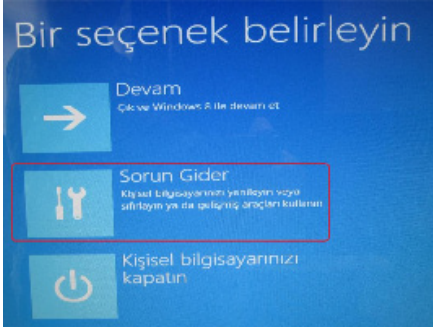 Bir seçenek belirleyin
Devam
Çık ve Windows 8 ile devam et
Sorun Gider
Kişisel bilgisayarınızı yenileyin veya
sıfırlayın ya da gelişmiş araçları kullanın
Kişisel bilgisayarınızı
kapatın